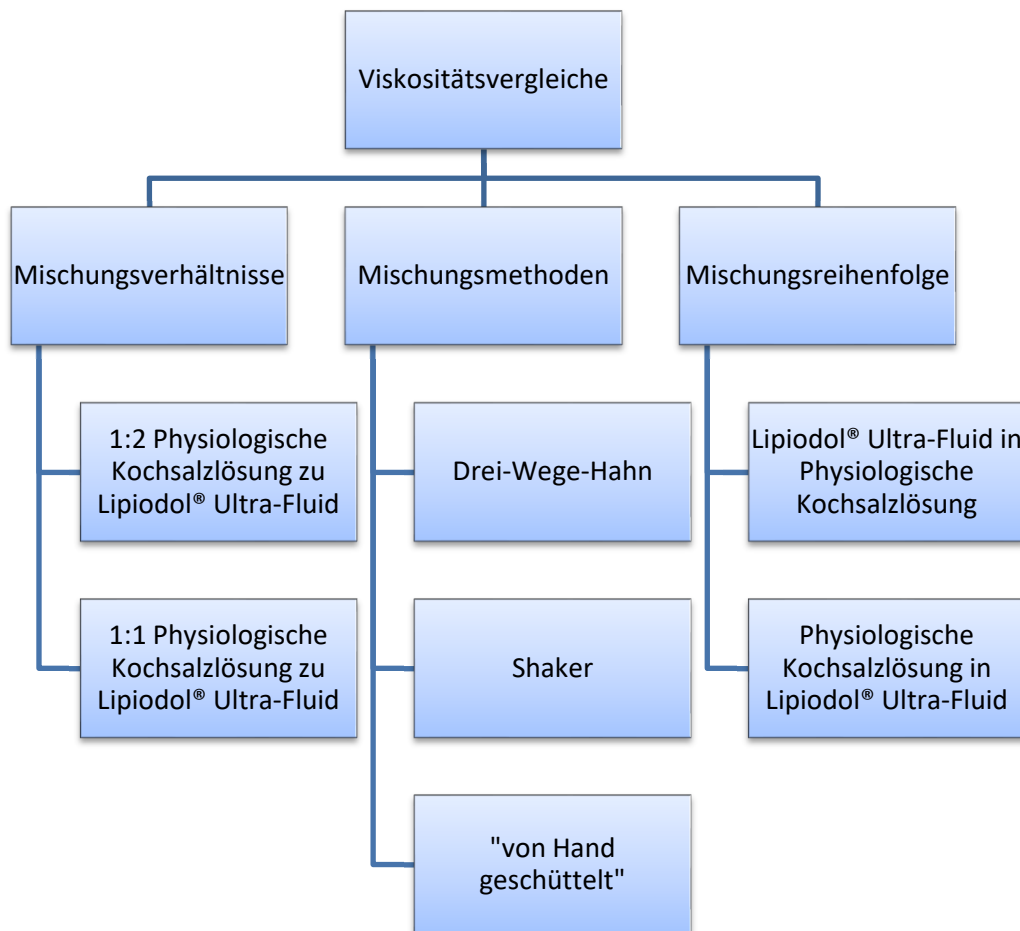 Viskositätsvergleiche
Mischungsverhältnisse
1:2 Physiologische
Kochsalzlösung zu
Lipiodol® Ultra-Fluid
1:1 Physiologische
Kochsalzlösung zu
Lipiodol® Ultra-Fluid
Mischungsmethoden
Drei-Wege-Hahn
Shaker
"von Hand
geschüttelt"
Mischungsreihenfolge
Lipiodol® Ultra-Fluid in
Physiologische
Kochsalzlösung
Physiologische
Kochsalzlösung in
Lipiodol® Ultra-Fluid